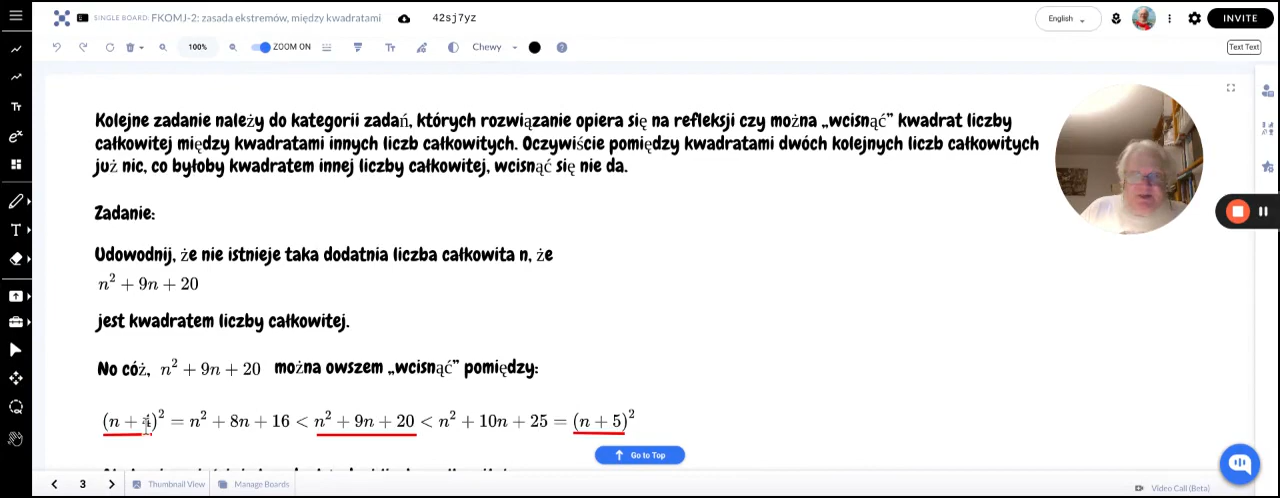 SINGLE BOARD: FKOMJ-2: zasada ekstremów, między kwadratami
42sj7yz
English
INVITE
100%
ZOOM ON
Tт
Chewy
Text Text
Kolejne zadanie należy do kategorii zadań, których rozwiązanie opiera się na refleksji czy można „wcisnąć” kwadrat liczby
całkowitej między kwadratami innych liczb całkowitych. Oczywiście pomiędzy kwadratami dwóch kolejnych liczb całkowitych
już nic, co byłoby kwadratem innej liczby całkowitej, wcisnąć się nie da.
Zadanie:
Udowodnij, że nie istnieje taka dodatnia liczba całkowita n, że
n² + 9n + 20
jest kwadratem liczby całkowitej.
No cóż, n² + 9n + 20 można owszem „wcisnąć” pomiędzy:
(n + 4)² = n² + 8n + 16 < n² + 9n + 20 < n² + 10n + 25 = (n + 5)²
Go to Top
3
Thumbnail View
Manage Boards
Video Call (Beta)